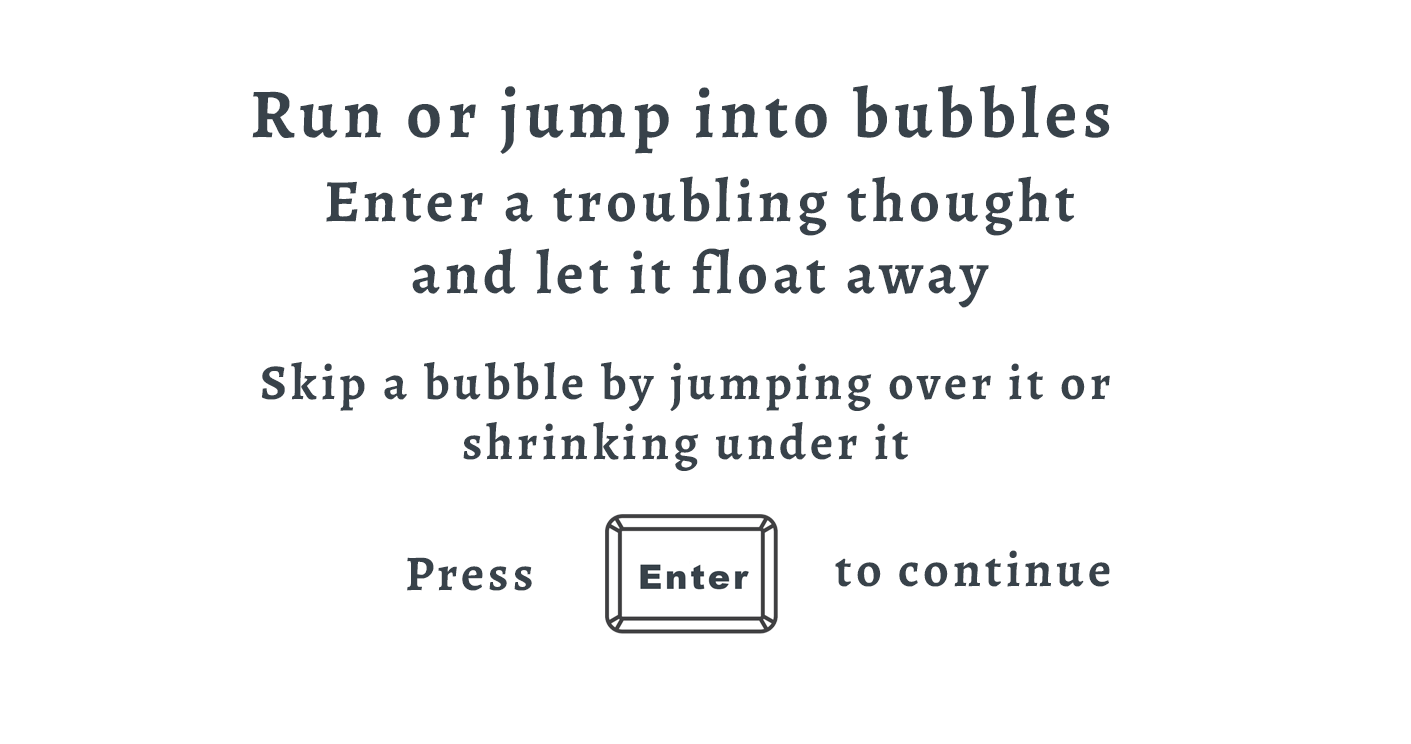 Run or jump into bubbles
Enter a troubling thought
and let it float away
Skip a bubble by jumping over it or
shrinking under it
Press Enter to continue